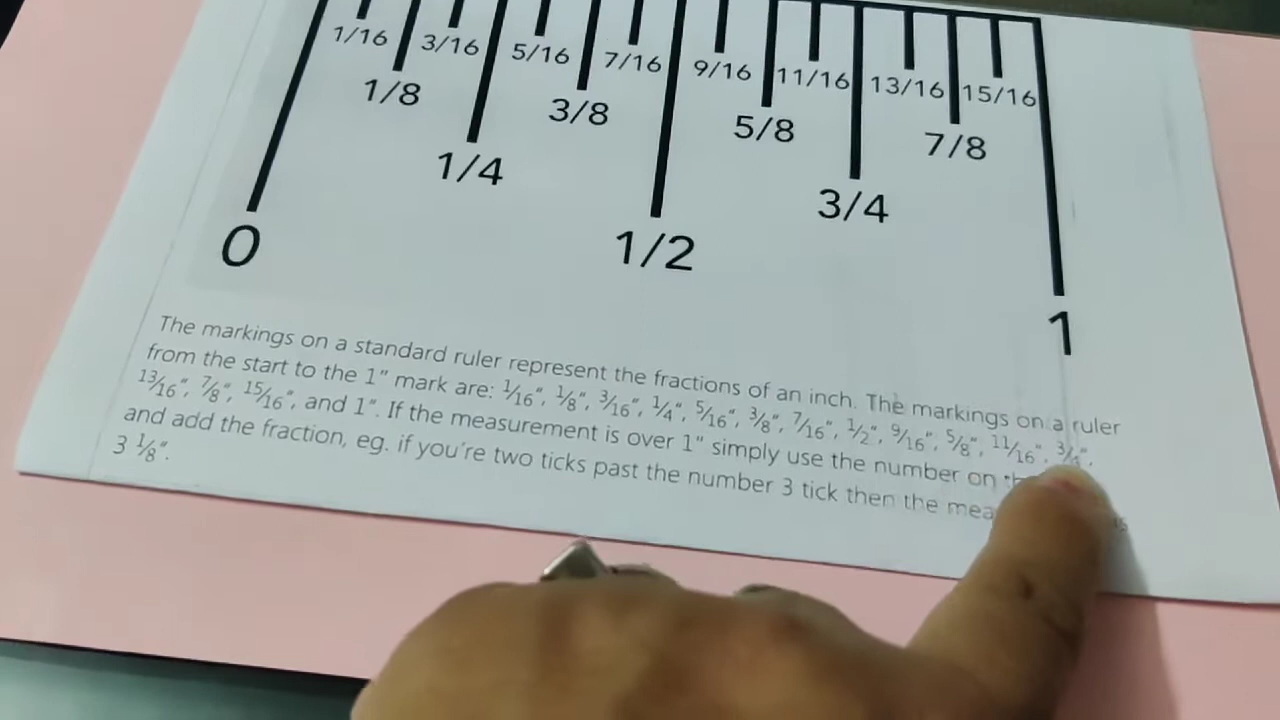 1/16 3/16 5/16 7/16 9/16 11/16 13/16 15/16
1/8 3/8 5/8 7/8
1/4 3/4
0 1/2 1
The markings on a standard ruler represent the fractions of an inch. The markings on a ruler
from the start to the 1" mark are: 1/16", 1/8", 3/16", 1/4", 5/16", 3/8", 7/16", 1/2", 9/16", 5/8", 11/16", 3/4",
13/16", 7/8", 15/16", and 1". If the measurement is over 1" simply use the number on
and add the fraction, eg. if you're two ticks past the number 3 tick then the
3 1/8".